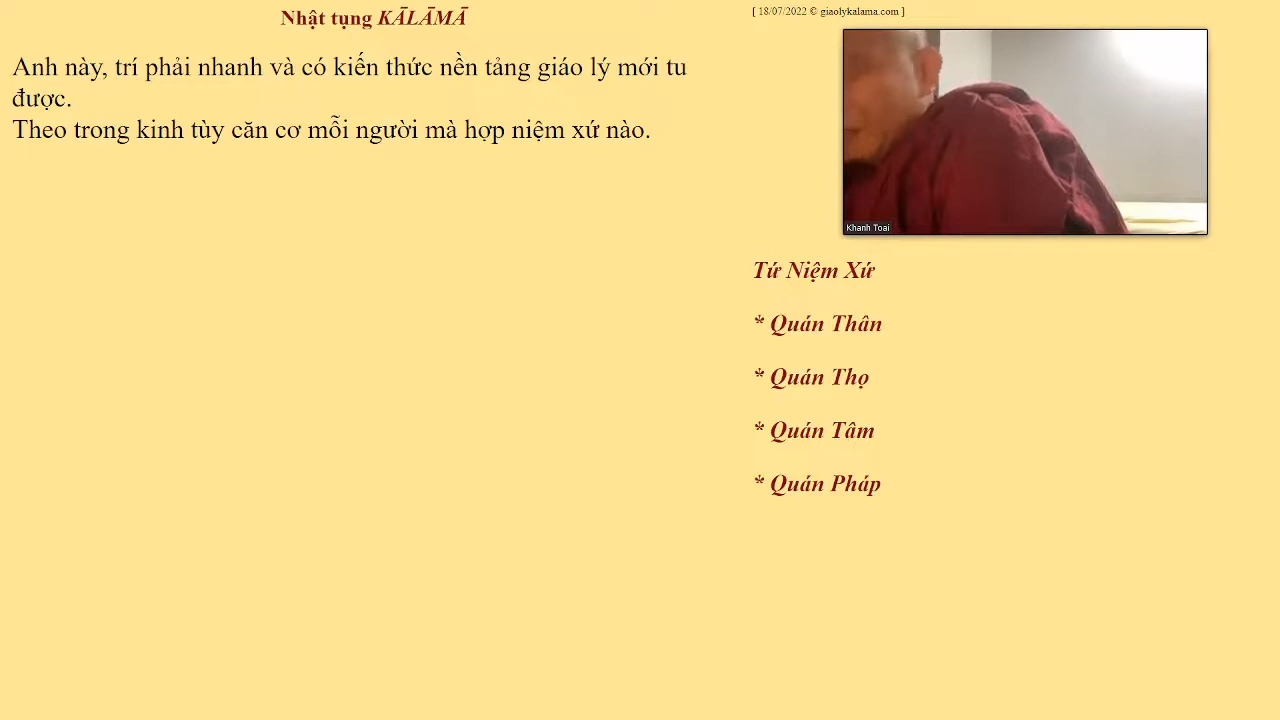 Nhật tụng KĀLĀMĀ
Anh này, trí phải nhanh và có kiến thức nền tảng giáo lý mới tu
được.
Theo trong kinh tùy căn cơ mỗi người mà hợp niệm xứ nào.
[ 18/07/2022 © giaolykalama.com ]
Khanh Toai
Tứ Niệm Xứ
* Quán Thân
* Quán Thọ
* Quán Tâm
* Quán Pháp